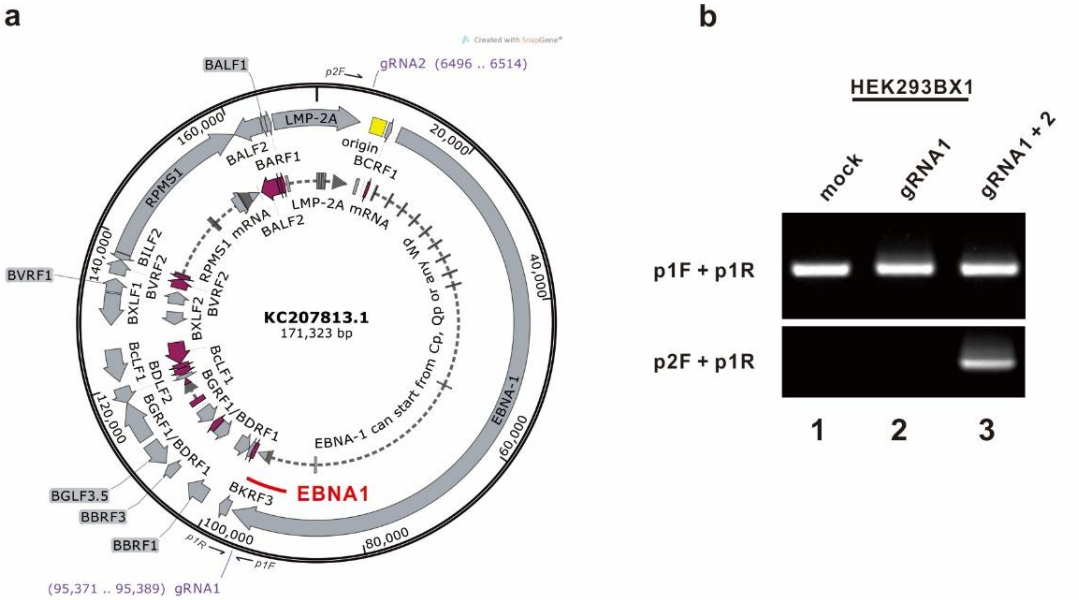 a
Created with SnapGene®
gRNA2 (6496 .. 6514)
p2F
BALF1
LMP-2A
160,000
20,000
BALF2
BARF1
origin
BCRF1
RPMS1
LMP-2A mRNA
BALF2
RPMS1 mRNA
140,000
BILF2
BVRF2
BVRF2
BVRF1
BXLF1
BXLF2
40,000
EBNA-1 can start from Cp, Qp or any Wp
KC207813.1
171,323 bp
BcLF1
BcLF1
BDLF2
BGRF1/BDRF1
BGRF1/BDRF1
EBNA-1
120,000
60,000
BGLF3.5
BBRF3
BBRF1
BKRF3
EBNA1
100,000
80,000
p1R
p1F
(95,371 .. 95,389) gRNA1
b
HEK293BX1
mock
gRNA1
gRNA1 + 2
p1F + p1R
p2F + p1R
1 2 3